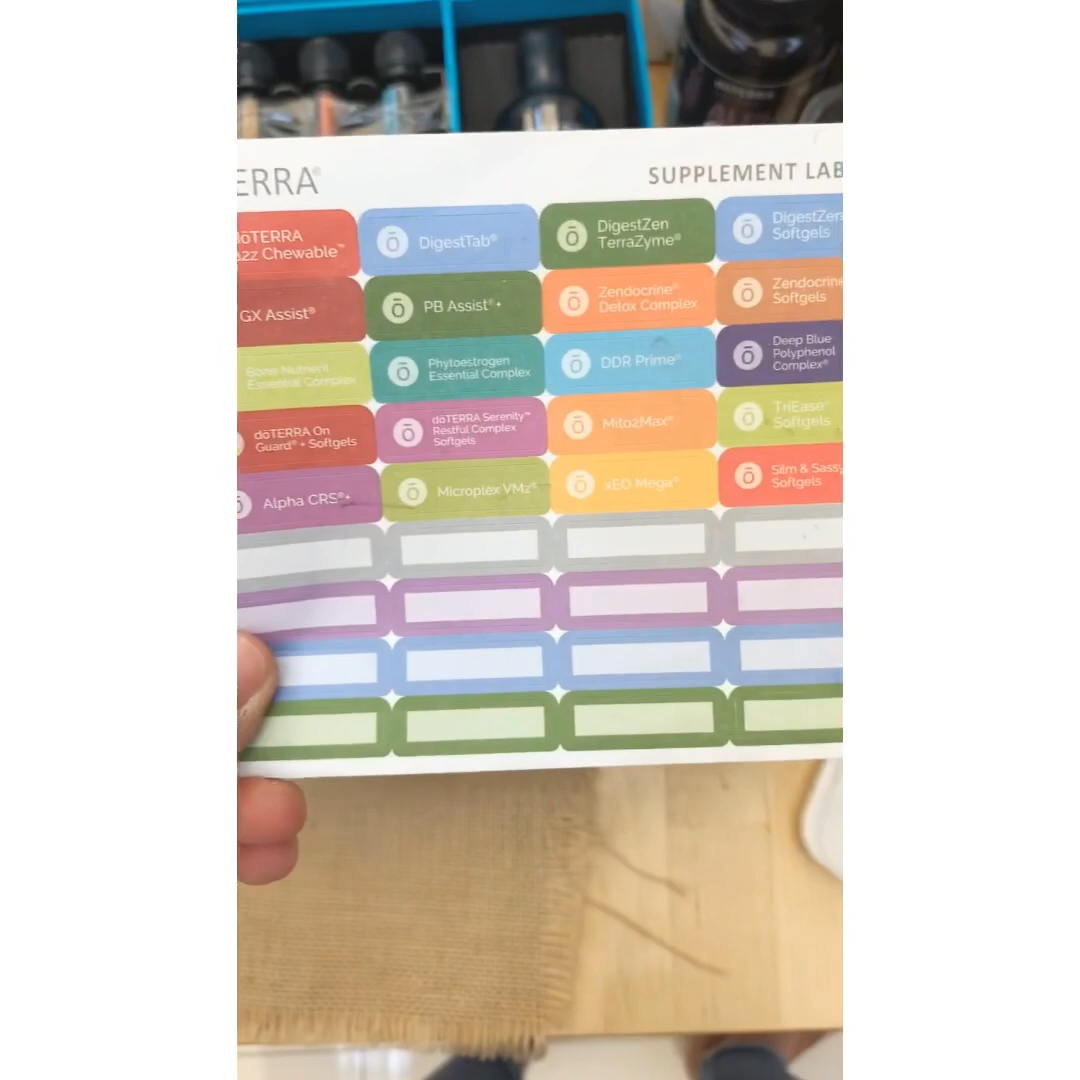 ERRA®
SUPPLEMENT LAB
dōTERRA
a2z Chewable™
DigestTab®
DigestZen
TerraZyme®
DigestZen
Softgels
GX Assist®
PB Assist®+
Zendocrine®
Detox Complex
Zendocrine
Softgels
Bone Nutrient
Essential Complex
Phytoestrogen
Essential Complex
DDR Prime®
Deep Blue
Polyphenol
Complex®
dōTERRA On
Guard®+ Softgels
dōTERRA Serenity™
Restful Complex
Softgels
Mito2Max®
TriEase®
Softgels
Alpha CRS®+
Microplex VMz®
xEO Mega®
Slim & Sassy
Softgels